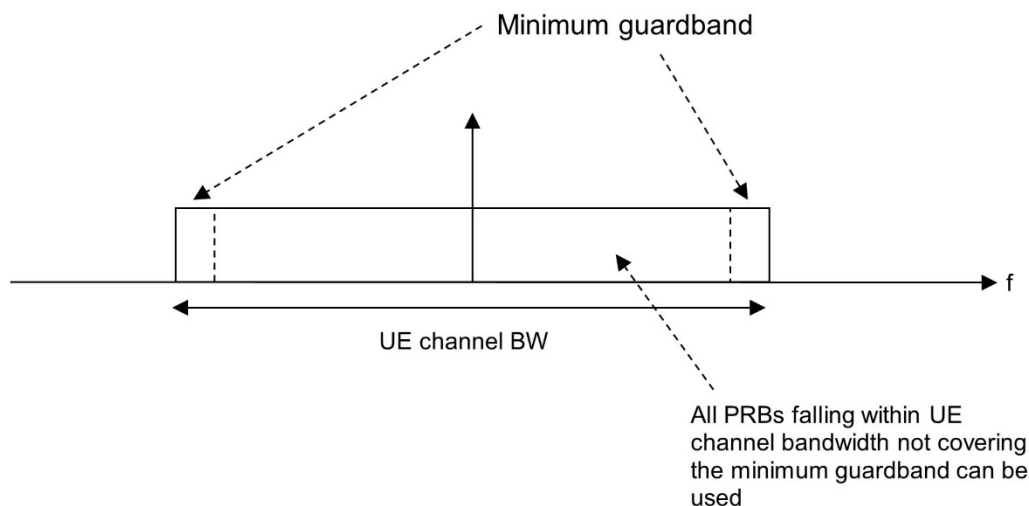 Minimum guardband
f
UE channel BW
All PRBs falling within UE
channel bandwidth not covering
the minimum guardband can be
used